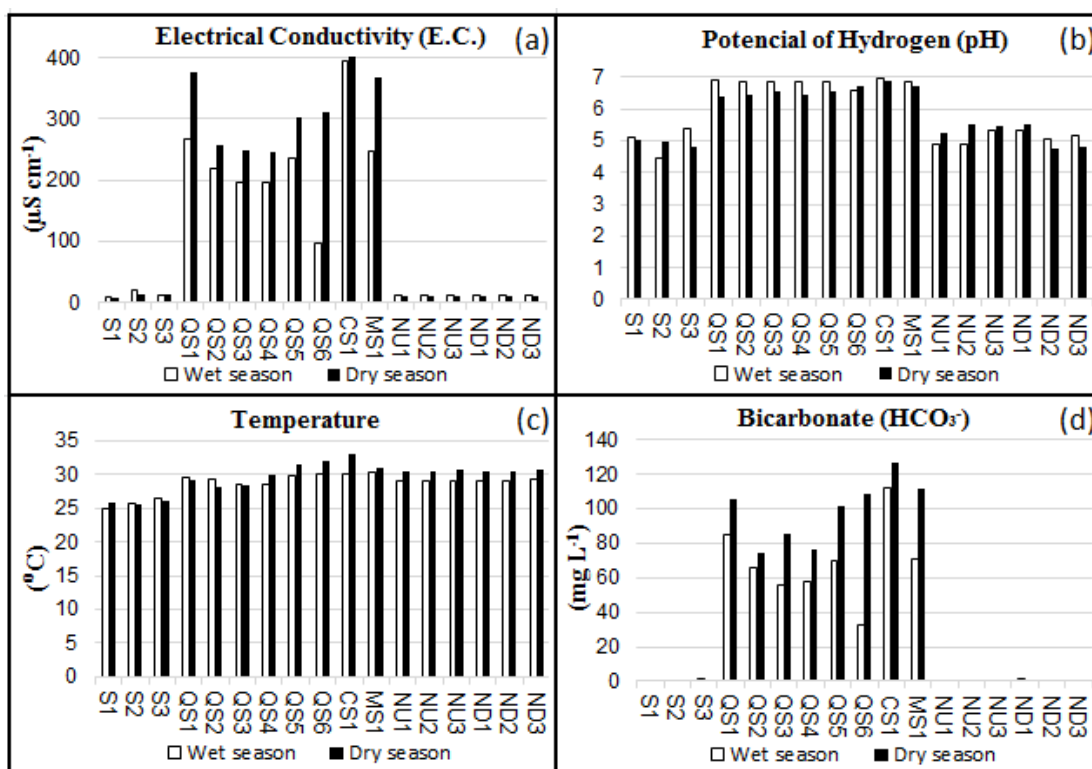 Electrical Conductivity (E.C.) (a)
400
300
200
100
0
(µS cm⁻¹)
S1 S2 S3 QS1 QS2 QS3 QS4 QS5 QS6 CS1 MS1 NU1 NU2 NU3 ND1 ND2 ND3
Wet season Dry season
Potencial of Hydrogen (pH) (b)
7
6
5
4
3
2
1
0
S1 S2 S3 QS1 QS2 QS3 QS4 QS5 QS6 CS1 MS1 NU1 NU2 NU3 ND1 ND2 ND3
Wet season Dry season
Temperature (c)
35
30
25
20
15
10
5
0
(⁰C)
S1 S2 S3 QS1 QS2 QS3 QS4 QS5 QS6 CS1 MS1 NU1 NU2 NU3 ND1 ND2 ND3
Wet season Dry season
Bicarbonate (HCO₃⁻) (d)
140
120
100
80
60
40
20
0
(mg L⁻¹)
S1 S2 S3 QS1 QS2 QS3 QS4 QS5 QS6 CS1 MS1 NU1 NU2 NU3 ND1 ND2 ND3
Wet season Dry season